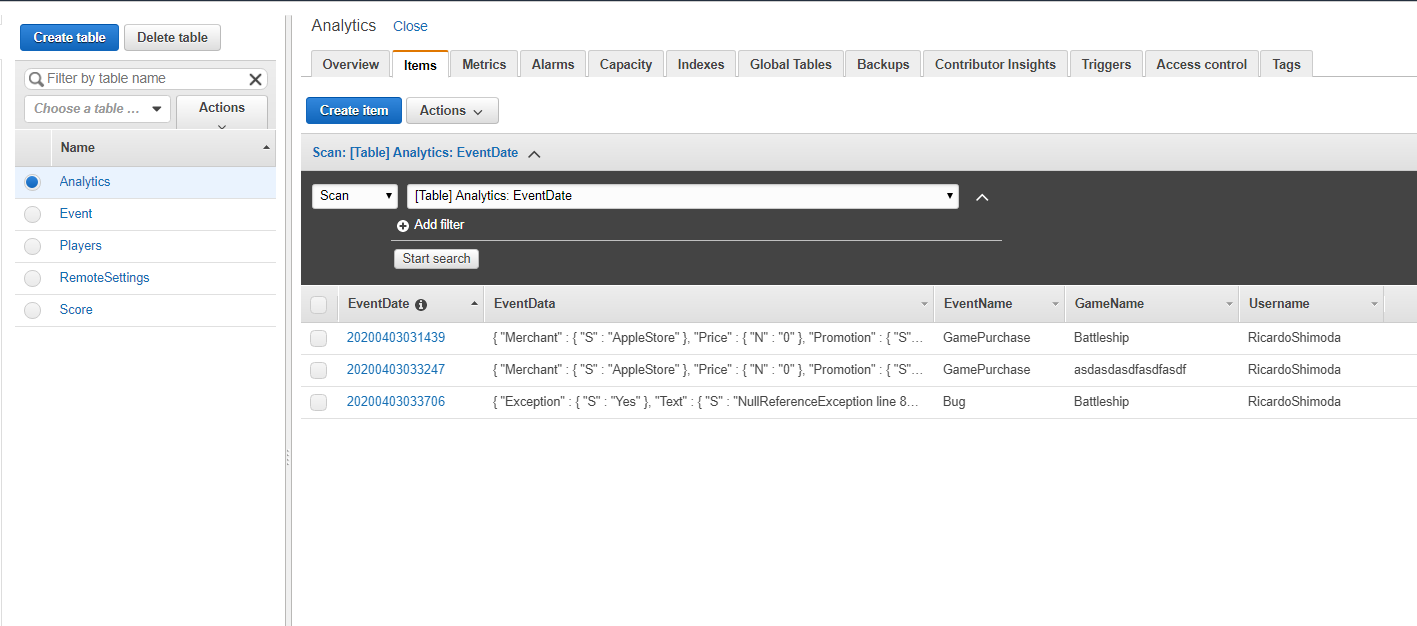 Create table Delete table
Filter by table name
Choose a table ... Actions
Name
Analytics
Event
Players
RemoteSettings
Score
Analytics Close
Overview Items Metrics Alarms Capacity Indexes Global Tables Backups Contributor Insights Triggers Access control Tags
Create item Actions
Scan: [Table] Analytics: EventDate
Scan [Table] Analytics: EventDate
Add filter
Start search
EventDate EventData EventName GameName Username
20200403031439 { "Merchant" : { "S" : "AppleStore" }, "Price" : { "N" : "0" }, "Promotion" : { "S"... GamePurchase Battleship RicardoShimoda
20200403033247 { "Merchant" : { "S" : "AppleStore" }, "Price" : { "N" : "0" }, "Promotion" : { "S"... GamePurchase asdasdasdfasdfasdf RicardoShimoda
20200403033706 { "Exception" : { "S" : "Yes" }, "Text" : { "S" : "NullReferenceException line 8... Bug Battleship RicardoShimoda